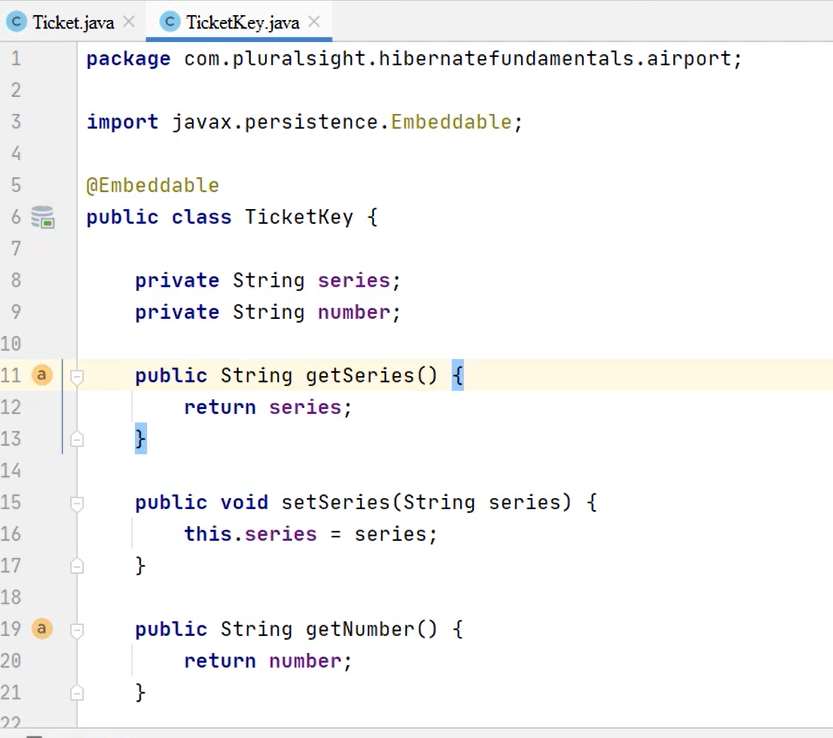 C Ticket.java × C TicketKey.java ×
1 package com.pluralsight.hibernatefundamentals.airport;
2
3 import javax.persistence.Embeddable;
4
5 @Embeddable
6 public class TicketKey {
7
8 private String series;
9 private String number;
10
11 a public String getSeries() {
12 return series;
13 }
14
15 public void setSeries(String series) {
16 this.series = series;
17 }
18
19 a public String getNumber() {
20 return number;
21 }
22